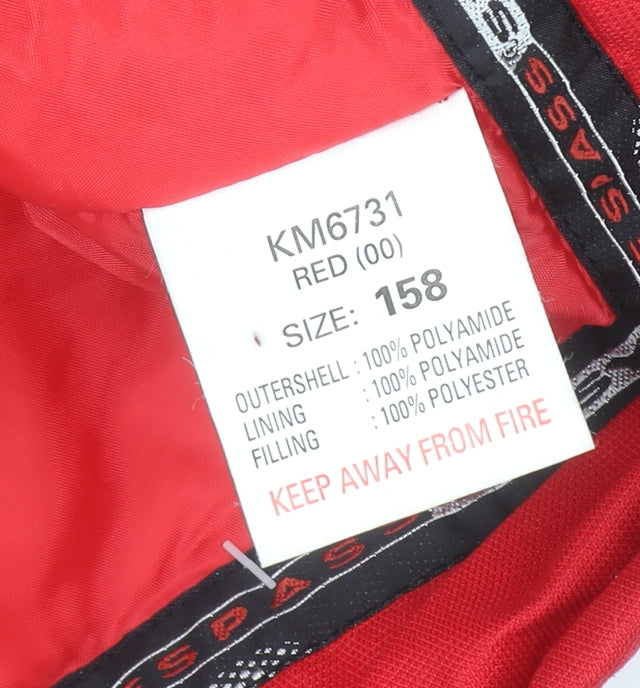 KM6731
RED (00)
SIZE: 158
OUTERSHELL : 100% POLYAMIDE
LINING : 100% POLYAMIDE
FILLING : 100% POLYESTER
KEEP AWAY FROM FIRE